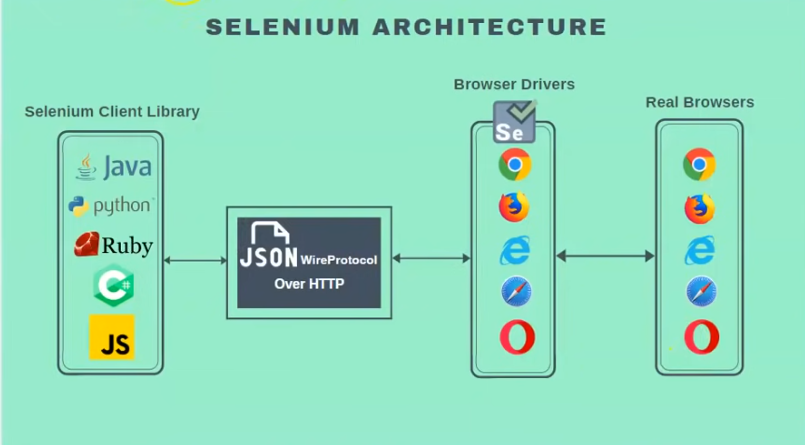 SELENIUM ARCHITECTURE
Selenium Client Library
Java
python
Ruby
C#
JS
JSON WireProtocol
Over HTTP
Browser Drivers
Se
Real Browsers